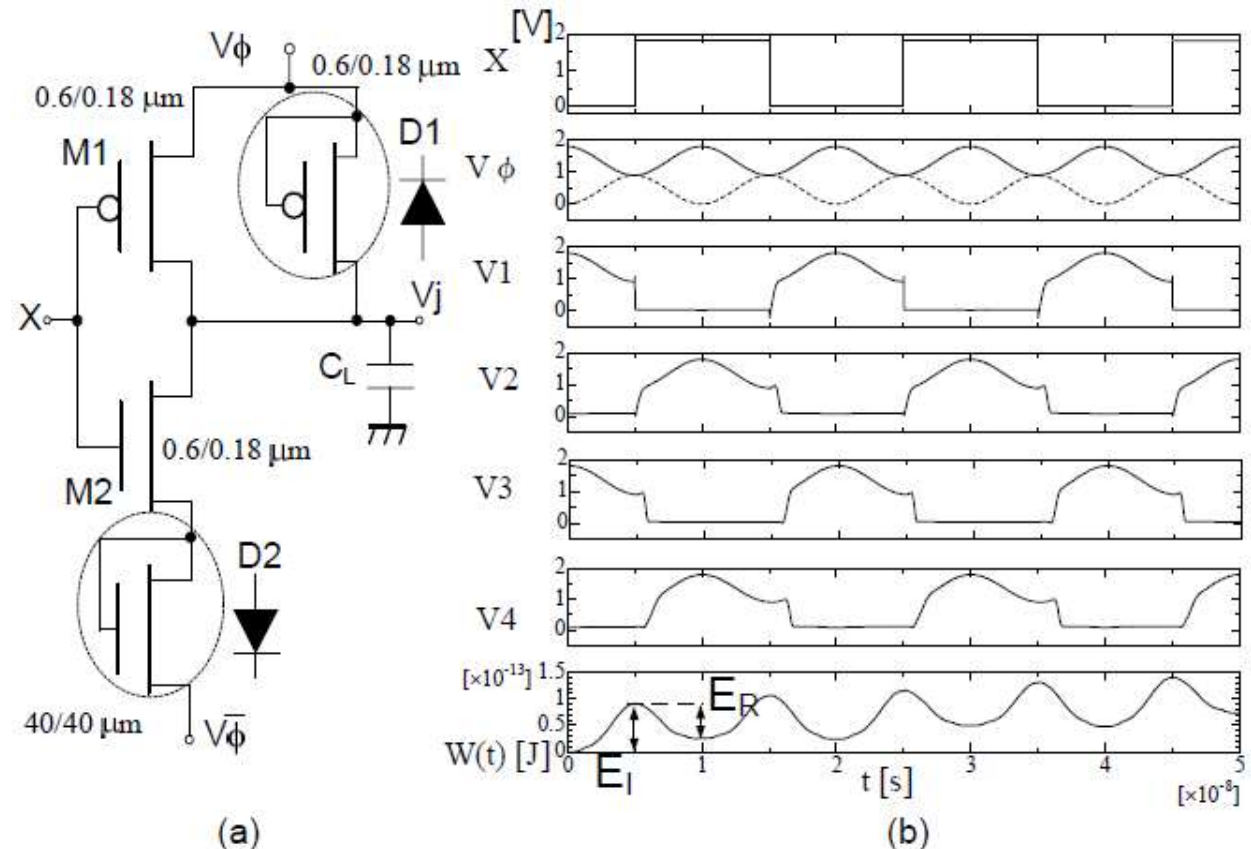 Vϕ
0.6/0.18 μm
0.6/0.18 μm
M1
D1
X
Vj
C_L
0.6/0.18 μm
M2
D2
40/40 μm
Vϕ̅
(a)
[V]
X
2
1
0
Vϕ
2
1
0
V1
2
1
0
V2
2
1
0
V3
2
1
0
V4
2
1
0
[×10⁻¹³]
1.5
1
0.5
0
W(t) [J]
E_I
E_R
0 1 2 3 4 5
t [s]
[×10⁻⁸]
(b)